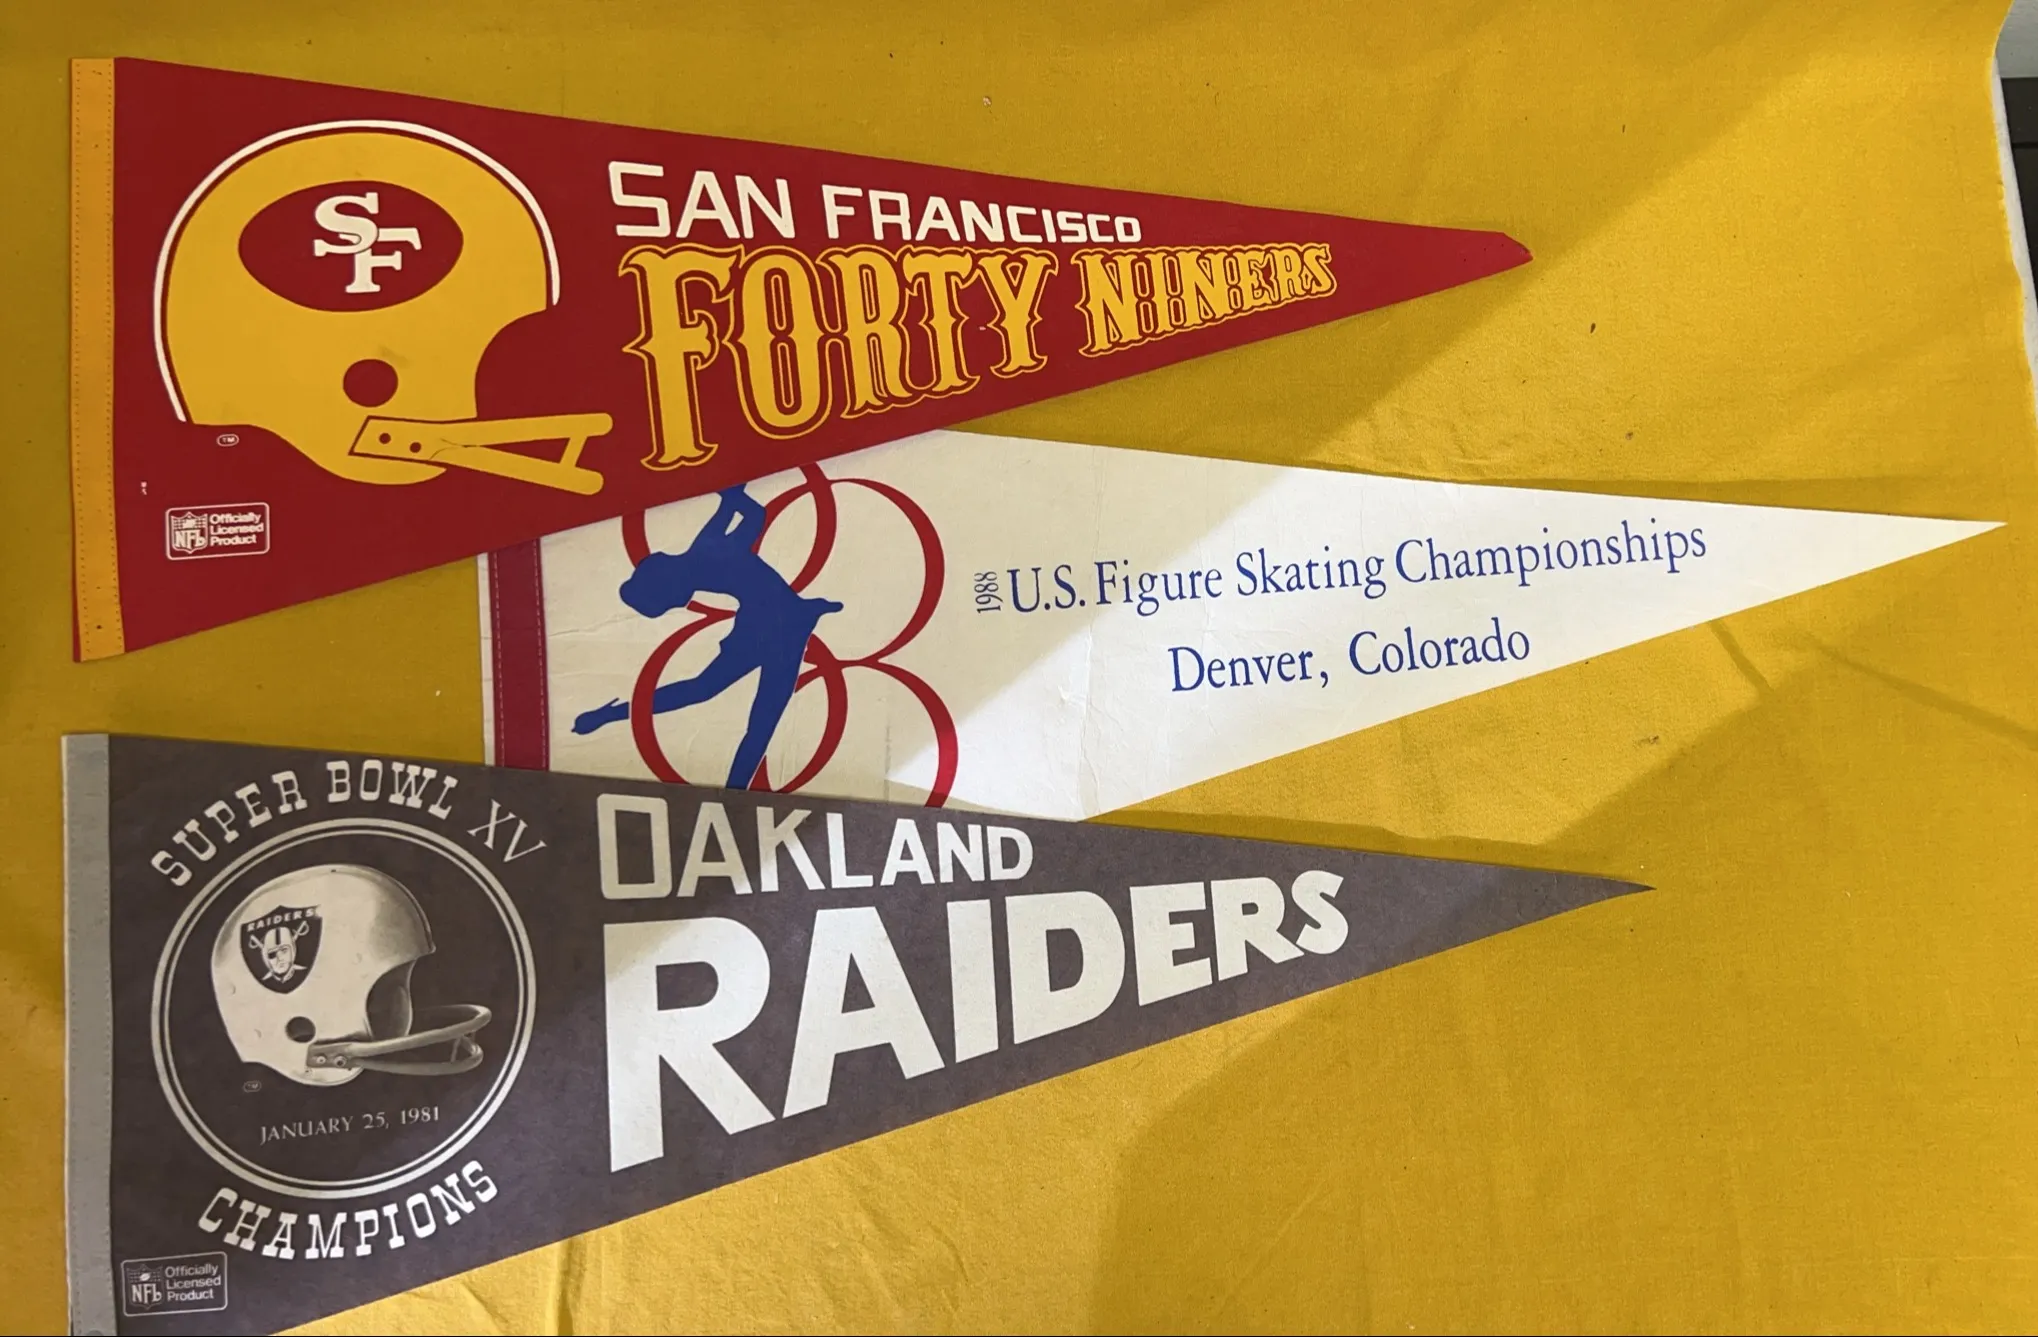 SF
SAN FRANCISCO
FORTY NINERS
TM
NFL
Officially
Licensed
Product
1988 U.S. Figure Skating Championships
Denver, Colorado
SUPER BOWL XV
RAIDERS
TM
JANUARY 25, 1981
CHAMPIONS
OAKLAND
RAIDERS
NFL
Officially
Licensed
Product